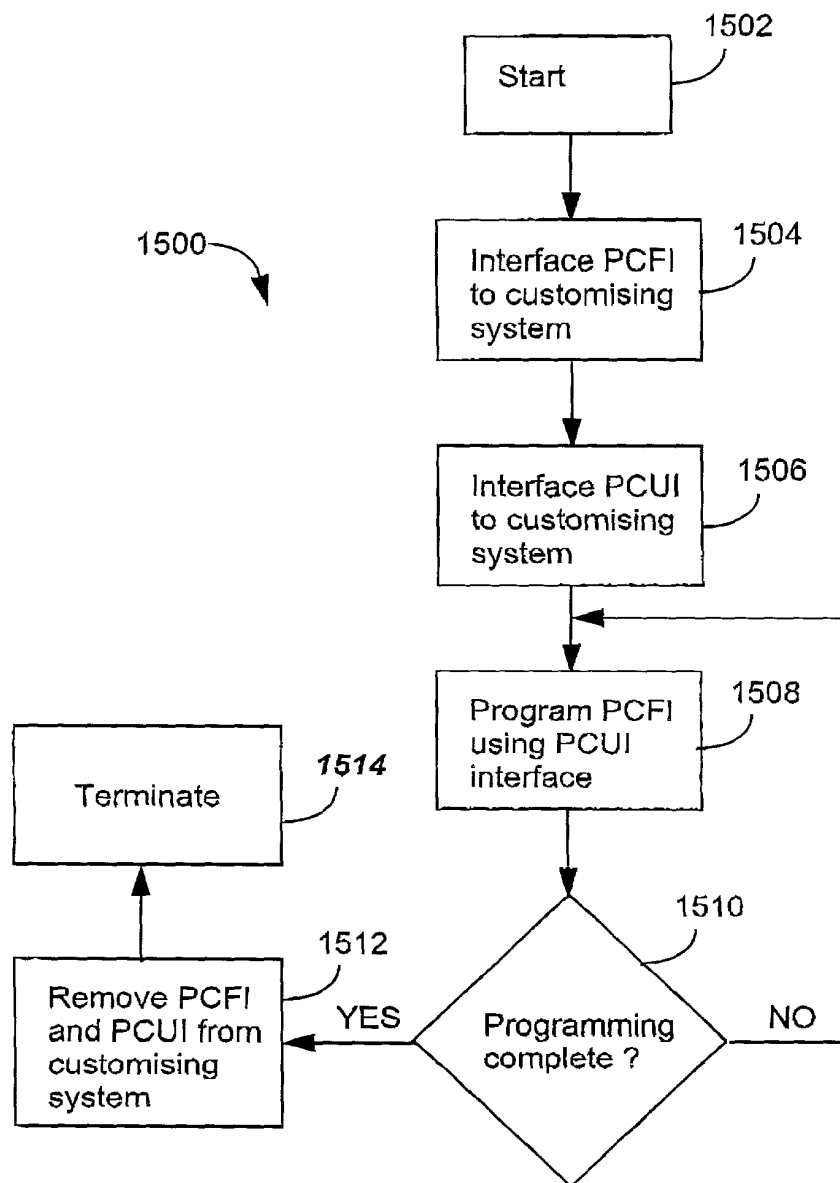 1502
Start
1500
1504
Interface PCFI
to customising
system
1506
Interface PCUI
to customising
system
1508
Program PCFI
using PCUI
interface
1514
Terminate
1510
Programming
complete ?
YES
NO
1512
Remove PCFI
and PCUI from
customising
system